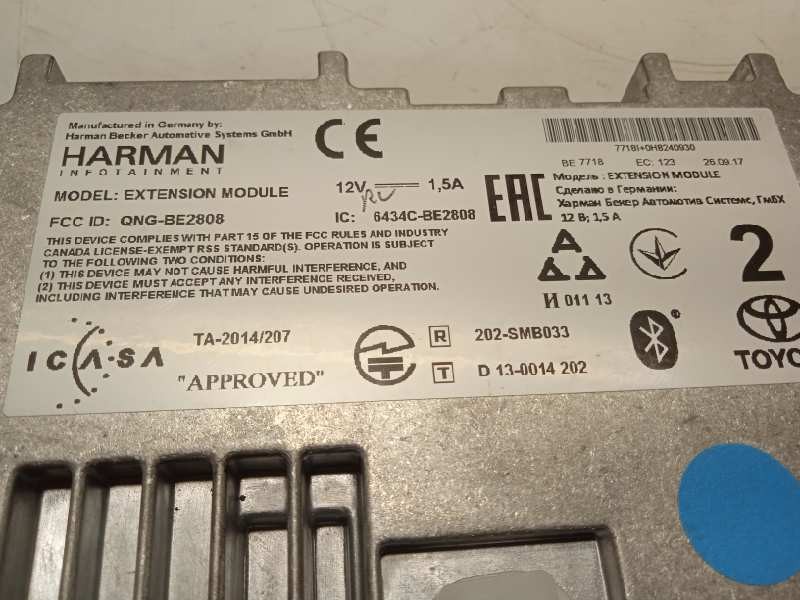 Manufactured in Germany by:
Harman Becker Automotive Systems GmbH
HARMAN
INFOTAINMENT
MODEL: EXTENSION MODULE
12V 1,5A
FCC ID: QNG-BE2808
IC: 6434C-BE2808
THIS DEVICE COMPLIES WITH PART 15 OF THE FCC RULES AND INDUSTRY
CANADA LICENSE-EXEMPT RSS STANDARD(S). OPERATION IS SUBJECT
TO THE FOLLOWING TWO CONDITIONS:
(1) THIS DEVICE MAY NOT CAUSE HARMFUL INTERFERENCE, AND
(2) THIS DEVICE MUST ACCEPT ANY INTERFERENCE RECEIVED,
INCLUDING INTERFERENCE THAT MAY CAUSE UNDESIRED OPERATION.
CE
7718I+0H8240930
BE 7718 EC: 123 26.09.17
EAC
Модель: EXTENSION MODULE
Сделано в Германии:
Харман Бекер Аутомотив Системс, ГмбХ
12 В; 1,5 А
И 011 13
2
ICASA
TA-2014/207
"APPROVED"
R 202-SMB033
T D 13-0014 202
TOYO